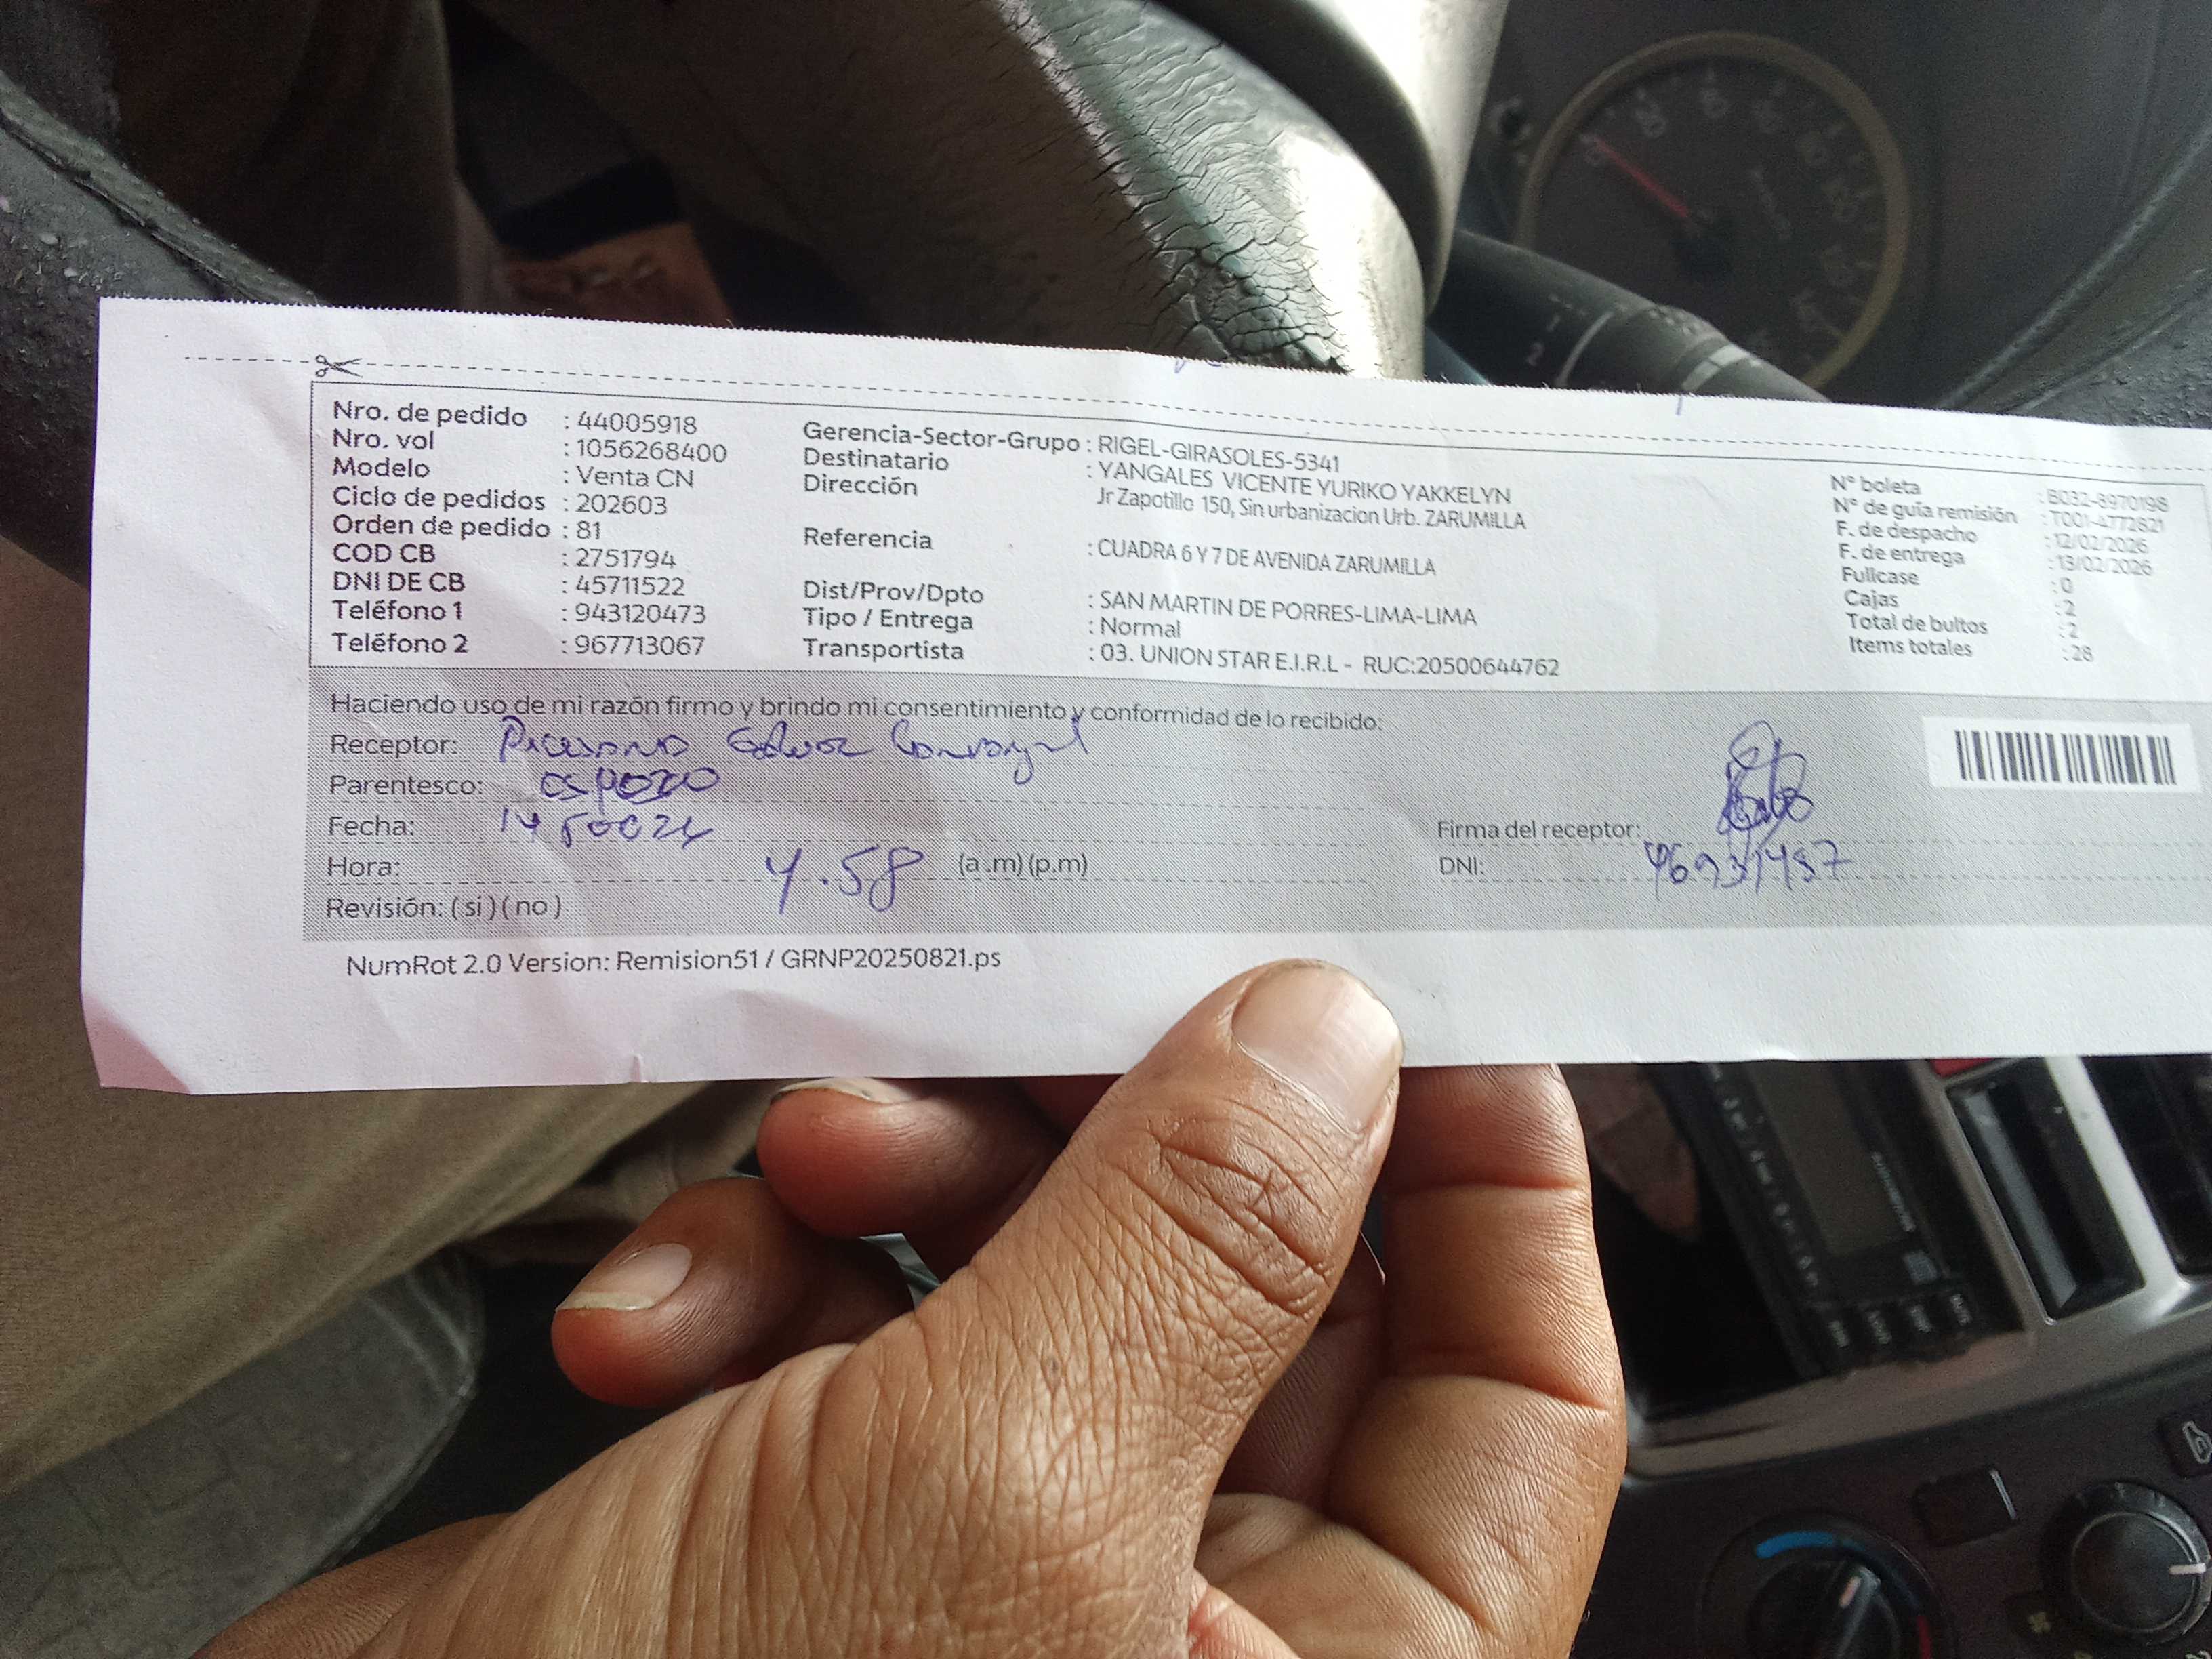 Nro. de pedido : 44005918
Nro. vol : 1056268400
Modelo : Venta CN
Ciclo de pedidos : 202603
Orden de pedido : 81
COD CB : 2751794
DNI DE CB : 45711522
Teléfono 1 : 943120473
Teléfono 2 : 967713067
Gerencia-Sector-Grupo : RIGEL-GIRASOLES-5341
Destinatario : YANGALES VICENTE YURIKO YAKKELYN
Dirección Jr Zapotillo 150, Sin urbanizacion Urb. ZARUMILLA
Referencia : CUADRA 6 Y 7 DE AVENIDA ZARUMILLA
Dist/Prov/Dpto : SAN MARTIN DE PORRES-LIMA-LIMA
Tipo / Entrega : Normal
Transportista : 03. UNION STAR E.I.R.L - RUC:20500644762
N° boleta : B032-8970198
N° de guía remisión : T001-4772821
F. de despacho : 12/02/2026
F. de entrega : 13/02/2026
Fullcase : 0
Cajas : 2
Total de bultos : 2
Items totales : 28
Haciendo uso de mi razón firmo y brindo mi consentimiento y conformidad de lo recibido:
Receptor:
Parentesco: esposo
Fecha:
Hora: 4.58 (a.m) (p.m)
Revisión: ( si ) ( no )
Firma del receptor:
DNI:
NumRot 2.0 Version: Remision51 / GRNP20250821.ps